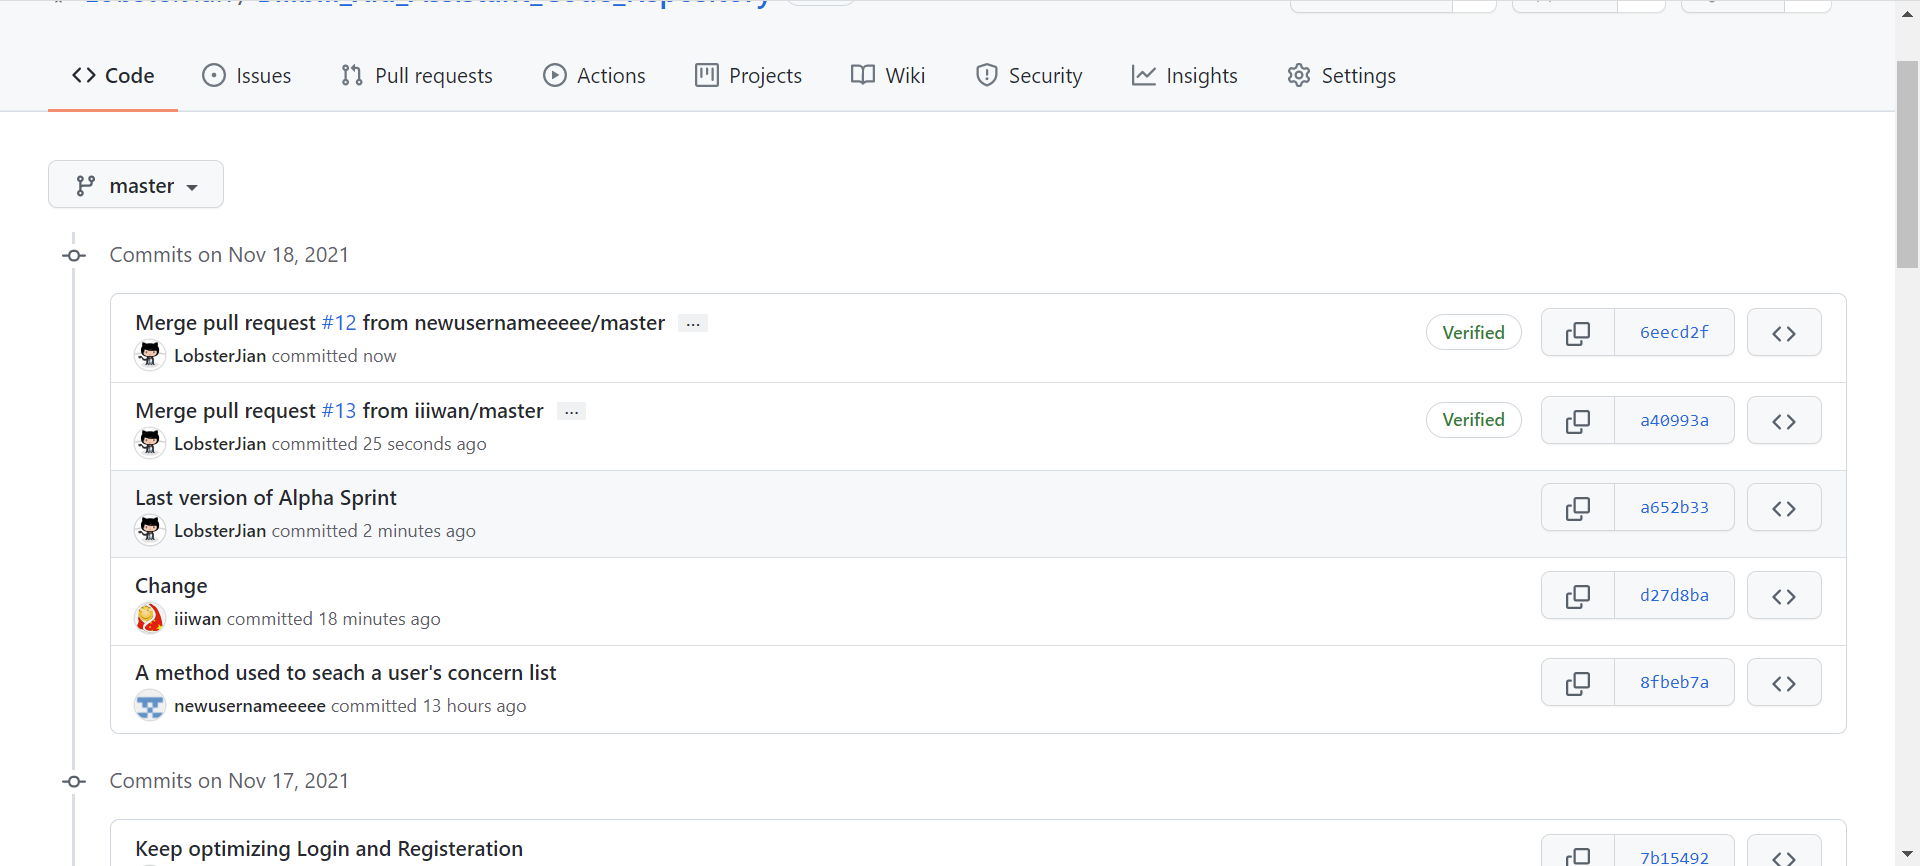 Code Issues Pull requests Actions Projects Wiki Security Insights Settings
master
Commits on Nov 18, 2021
Merge pull request #12 from newusernameeeee/master ...
LobsterJian committed now
Verified 6eecd2f
Merge pull request #13 from iiiwan/master ...
LobsterJian committed 25 seconds ago
Verified a40993a
Last version of Alpha Sprint
LobsterJian committed 2 minutes ago
a652b33
Change
iiiwan committed 18 minutes ago
d27d8ba
A method used to seach a user's concern list
newusernameeeee committed 13 hours ago
8fbeb7a
Commits on Nov 17, 2021
Keep optimizing Login and Registeration
7b15492